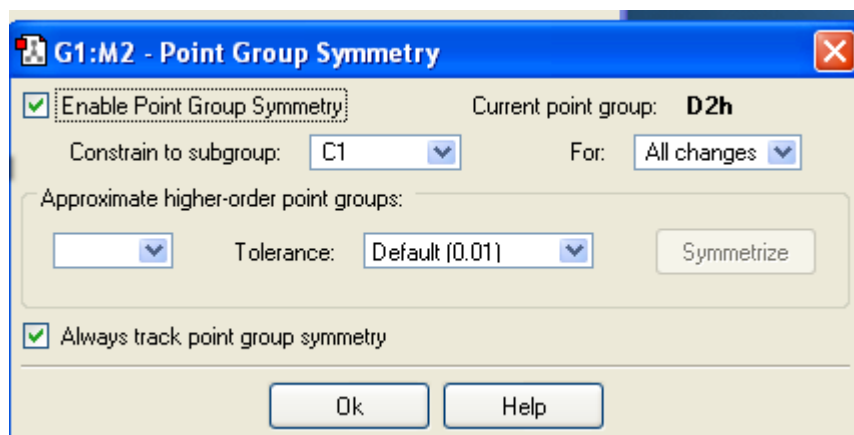 G1:M2 - Point Group Symmetry
Enable Point Group Symmetry Current point group: D2h
Constrain to subgroup: C1 For: All changes
Approximate higher-order point groups:
Tolerance: Default (0.01) Symmetrize
Always track point group symmetry
Ok Help